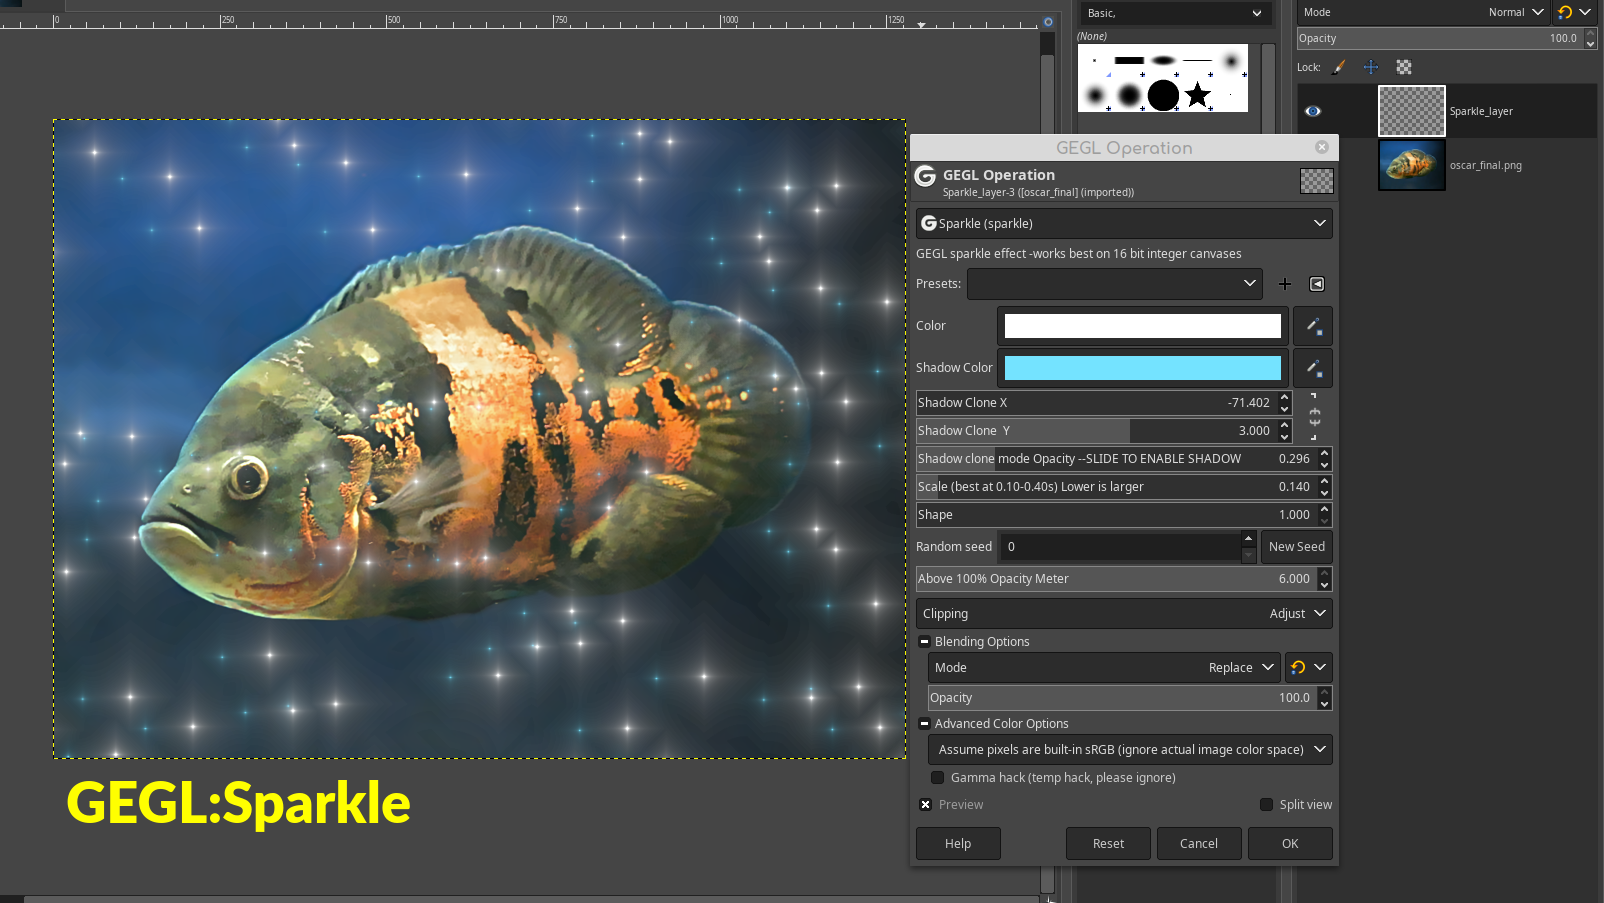 0
250
500
750
1000
1250
Basic,
(None)
Mode
Normal
Opacity
100.0
Lock:
Sparkle_layer
oscar_final.png
GEGL Operation
GEGL Operation
Sparkle_layer-3 ([oscar_final] (imported))
Sparkle (sparkle)
GEGL sparkle effect -works best on 16 bit integer canvases
Presets:
Color
Shadow Color
Shadow Clone X
-71.402
Shadow Clone Y
3.000
Shadow clone mode Opacity --SLIDE TO ENABLE SHADOW
0.296
Scale (best at 0.10-0.40s) Lower is larger
0.140
Shape
1.000
Random seed
0
New Seed
Above 100% Opacity Meter
6.000
Clipping
Adjust
Blending Options
Mode
Replace
Opacity
100.0
Advanced Color Options
Assume pixels are built-in sRGB (ignore actual image color space)
Gamma hack (temp hack, please ignore)
Preview
Split view
Help
Reset
Cancel
OK
GEGL:Sparkle